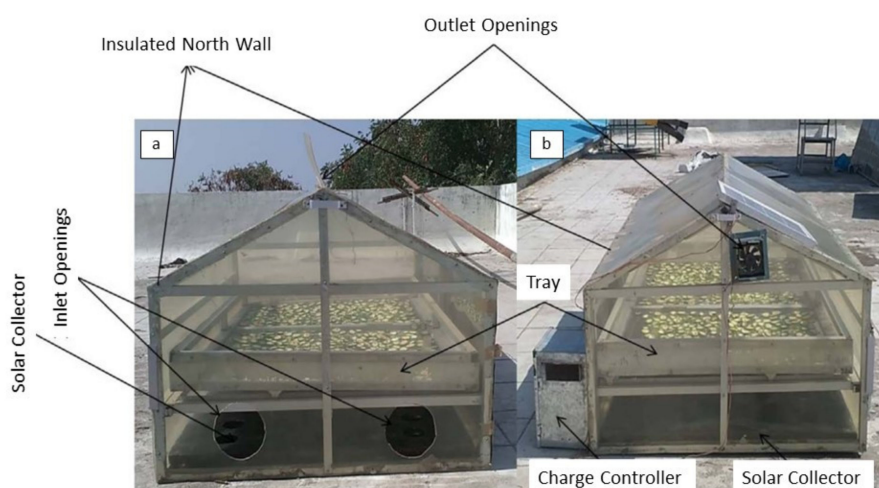 Outlet Openings
Insulated North Wall
a
b
Solar Collector
Inlet Openings
Tray
Charge Controller
Solar Collector